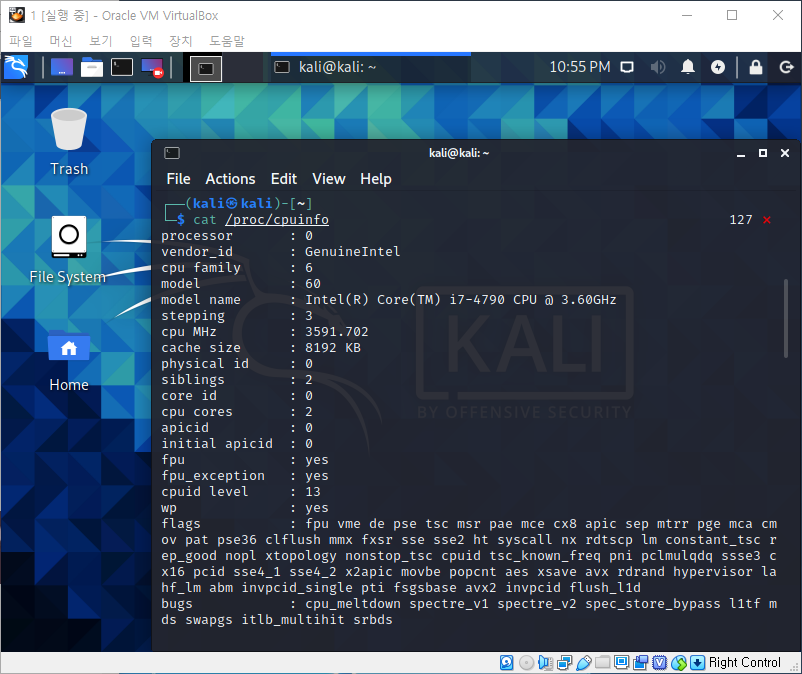 1 [실행 중] - Oracle VM VirtualBox
파일 머신 보기 입력 장치 도움말
kali@kali: ~
10:55 PM
Trash
File System
Home
kali@kali: ~
File Actions Edit View Help
┌──(kali㉿kali)-[~]
└─$ cat /proc/cpuinfo 127 ⨯
processor : 0
vendor_id : GenuineIntel
cpu family : 6
model : 60
model name : Intel(R) Core(TM) i7-4790 CPU @ 3.60GHz
stepping : 3
cpu MHz : 3591.702
cache size : 8192 KB
physical id : 0
siblings : 2
core id : 0
cpu cores : 2
apicid : 0
initial apicid : 0
fpu : yes
fpu_exception : yes
cpuid level : 13
wp : yes
flags : fpu vme de pse tsc msr pae mce cx8 apic sep mtrr pge mca cm
ov pat pse36 clflush mmx fxsr sse sse2 ht syscall nx rdtscp lm constant_tsc r
ep_good nopl xtopology nonstop_tsc cpuid tsc_known_freq pni pclmulqdq ssse3 c
x16 pcid sse4_1 sse4_2 x2apic movbe popcnt aes xsave avx rdrand hypervisor la
hf_lm abm invpcid_single pti fsgsbase avx2 invpcid flush_l1d
bugs : cpu_meltdown spectre_v1 spectre_v2 spec_store_bypass l1tf m
ds swapgs itlb_multihit srbds
KALI
BY OFFENSIVE SECURITY
Right Control